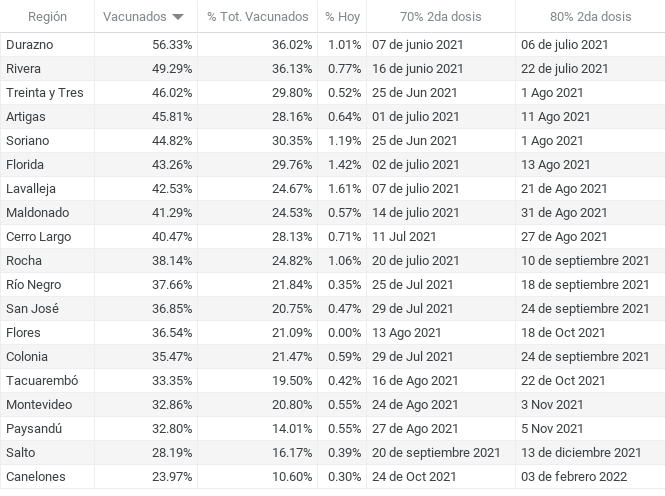 Región Vacunados % Tot. Vacunados % Hoy 70% 2da dosis 80% 2da dosis
Durazno 56.33% 36.02% 1.01% 07 de junio 2021 06 de julio 2021
Rivera 49.29% 36.13% 0.77% 16 de junio 2021 22 de julio 2021
Treinta y Tres 46.02% 29.80% 0.52% 25 de Jun 2021 1 Ago 2021
Artigas 45.81% 28.16% 0.64% 01 de julio 2021 11 Ago 2021
Soriano 44.82% 30.35% 1.19% 25 de Jun 2021 1 Ago 2021
Florida 43.26% 29.76% 1.42% 02 de julio 2021 13 Ago 2021
Lavalleja 42.53% 24.67% 1.61% 07 de julio 2021 21 de Ago 2021
Maldonado 41.29% 24.53% 0.57% 14 de julio 2021 31 de Ago 2021
Cerro Largo 40.47% 28.13% 0.71% 11 Jul 2021 27 de Ago 2021
Rocha 38.14% 24.82% 1.06% 20 de julio 2021 10 de septiembre 2021
Río Negro 37.66% 21.84% 0.35% 25 de Jul 2021 18 de septiembre 2021
San José 36.85% 20.75% 0.47% 29 de Jul 2021 24 de septiembre 2021
Flores 36.54% 21.09% 0.00% 13 Ago 2021 18 de Oct 2021
Colonia 35.47% 21.47% 0.59% 29 de Jul 2021 24 de septiembre 2021
Tacuarembó 33.35% 19.50% 0.42% 16 de Ago 2021 22 de Oct 2021
Montevideo 32.86% 20.80% 0.55% 24 de Ago 2021 3 Nov 2021
Paysandú 32.80% 14.01% 0.55% 27 de Ago 2021 5 Nov 2021
Salto 28.19% 16.17% 0.39% 20 de septiembre 2021 13 de diciembre 2021
Canelones 23.97% 10.60% 0.30% 24 de Oct 2021 03 de febrero 2022